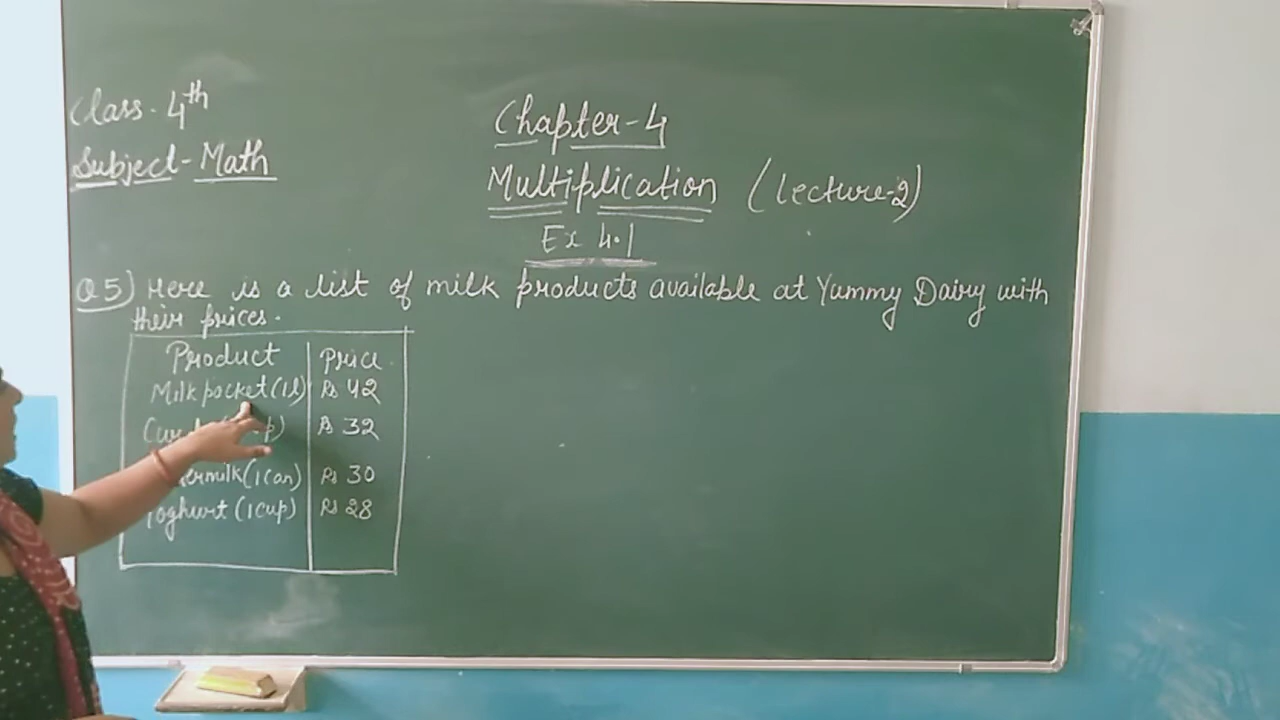 Class-4th
Subject-Math
Chapter-4
Multiplication (Lecture-2)
Ex 4.1
Q5) Here is a list of milk products available at Yummy Dairy with
their prices.
Product Price
Milk pocket(1l) Rs 42
Rs 32
(1Can) Rs 30
Yoghurt (1Cup) Rs 28